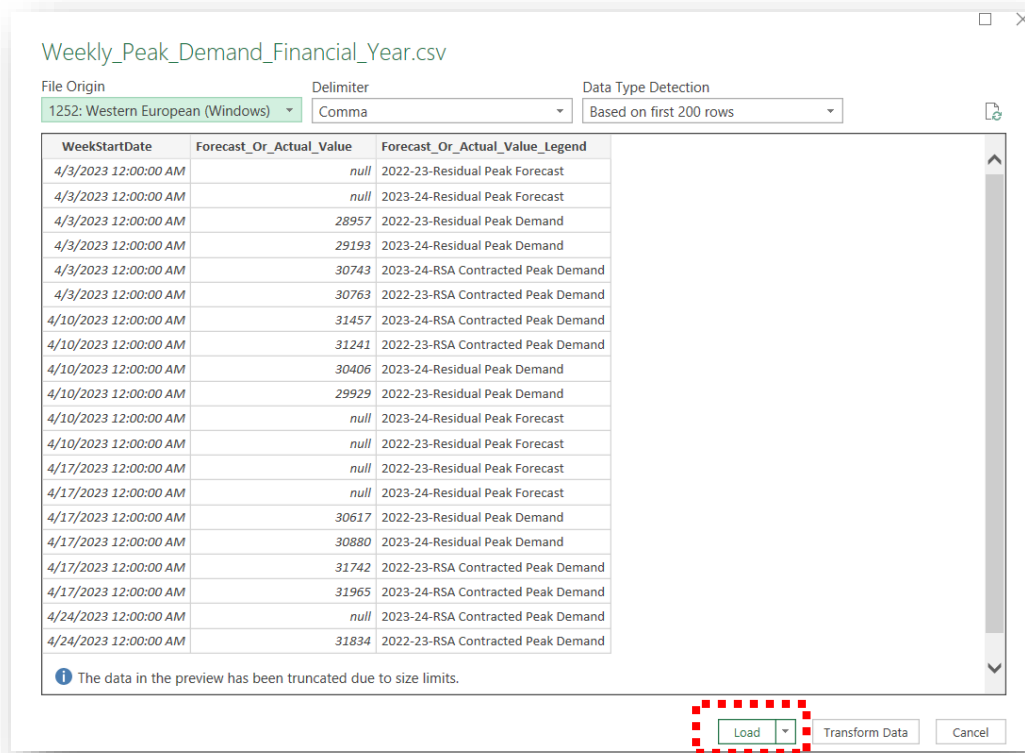 Weekly_Peak_Demand_Financial_Year.csv
File Origin Delimiter Data Type Detection
1252: Western European (Windows) Comma Based on first 200 rows
WeekStartDate Forecast_Or_Actual_Value Forecast_Or_Actual_Value_Legend
4/3/2023 12:00:00 AM null 2022-23-Residual Peak Forecast
4/3/2023 12:00:00 AM null 2023-24-Residual Peak Forecast
4/3/2023 12:00:00 AM 28957 2022-23-Residual Peak Demand
4/3/2023 12:00:00 AM 29193 2023-24-Residual Peak Demand
4/3/2023 12:00:00 AM 30743 2023-24-RSA Contracted Peak Demand
4/3/2023 12:00:00 AM 30763 2022-23-RSA Contracted Peak Demand
4/10/2023 12:00:00 AM 31457 2023-24-RSA Contracted Peak Demand
4/10/2023 12:00:00 AM 31241 2022-23-RSA Contracted Peak Demand
4/10/2023 12:00:00 AM 30406 2023-24-Residual Peak Demand
4/10/2023 12:00:00 AM 29929 2022-23-Residual Peak Demand
4/10/2023 12:00:00 AM null 2023-24-Residual Peak Forecast
4/10/2023 12:00:00 AM null 2022-23-Residual Peak Forecast
4/17/2023 12:00:00 AM null 2022-23-Residual Peak Forecast
4/17/2023 12:00:00 AM null 2023-24-Residual Peak Forecast
4/17/2023 12:00:00 AM 30617 2022-23-Residual Peak Demand
4/17/2023 12:00:00 AM 30880 2023-24-Residual Peak Demand
4/17/2023 12:00:00 AM 31742 2022-23-RSA Contracted Peak Demand
4/17/2023 12:00:00 AM 31965 2023-24-RSA Contracted Peak Demand
4/24/2023 12:00:00 AM null 2023-24-Residual Peak Forecast
4/24/2023 12:00:00 AM 31834 2022-23-RSA Contracted Peak Demand
The data in the preview has been truncated due to size limits.
Load Transform Data Cancel